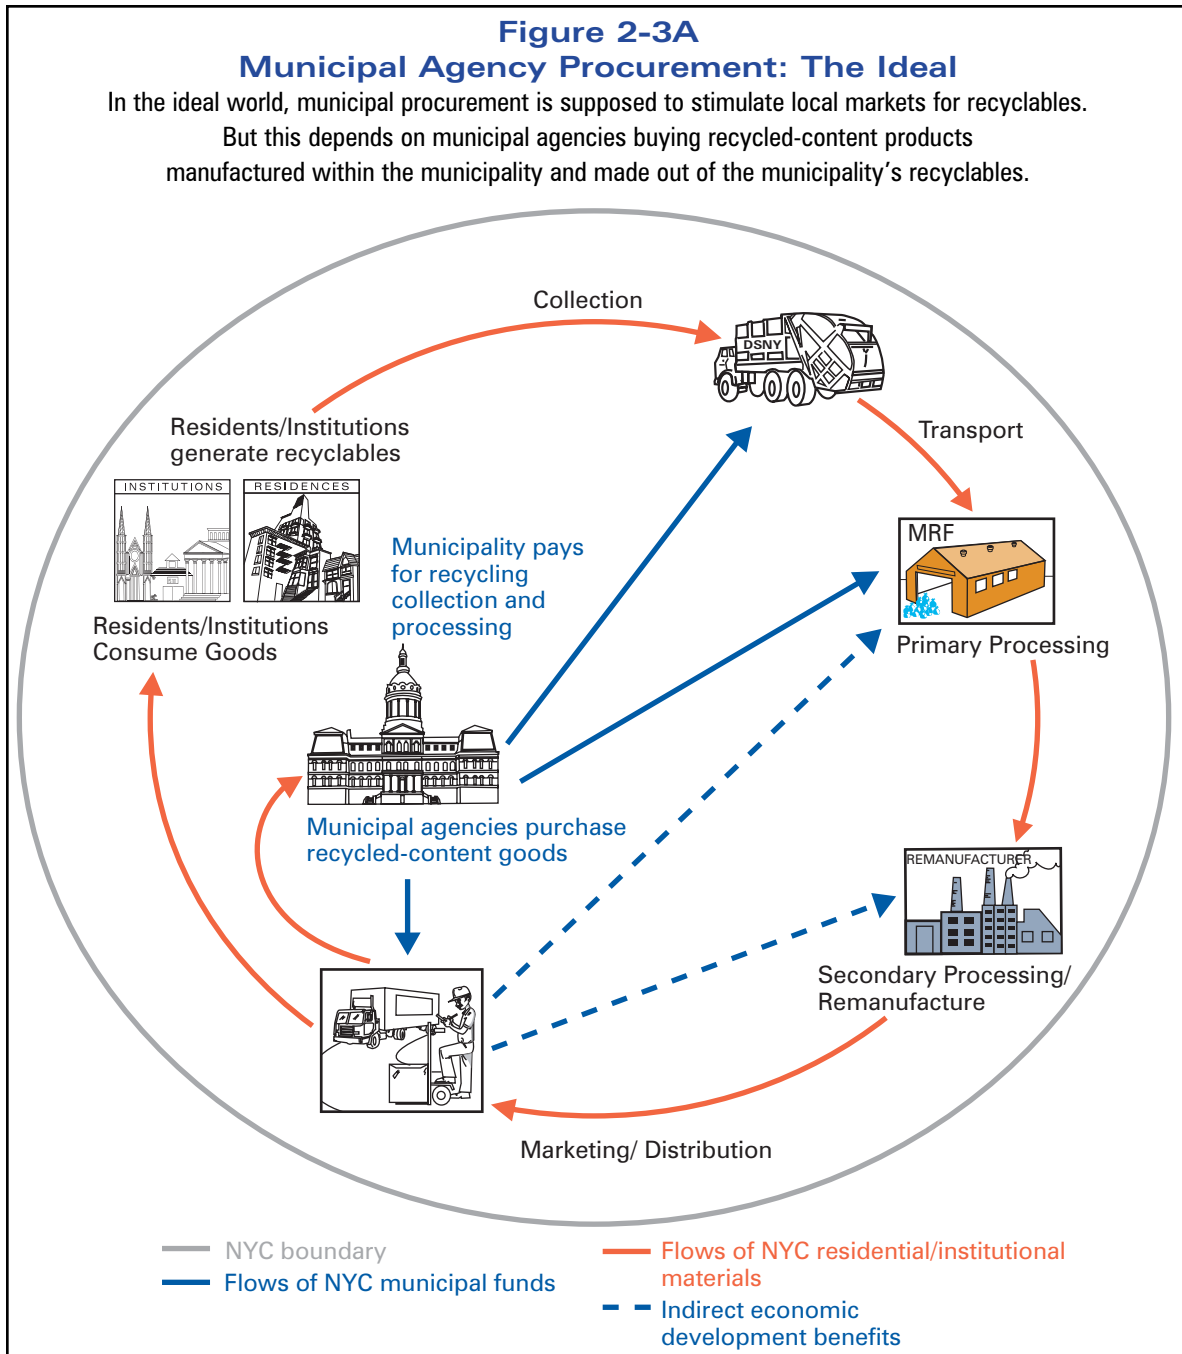 Figure 2-3A
Municipal Agency Procurement: The Ideal
In the ideal world, municipal procurement is supposed to stimulate local markets for recyclables.
But this depends on municipal agencies buying recycled-content products
manufactured within the municipality and made out of the municipality's recyclables.
Collection
DSNY
Transport
Residents/Institutions
generate recyclables
INSTITUTIONS
RESIDENCES
Residents/Institutions
Consume Goods
Municipality pays
for recycling
collection and
processing
MRF
Primary Processing
Municipal agencies purchase
recycled-content goods
REMANUFACTURER
Secondary Processing/
Remanufacture
Marketing/ Distribution
NYC boundary
Flows of NYC municipal funds
Flows of NYC residential/institutional
materials
Indirect economic
development benefits